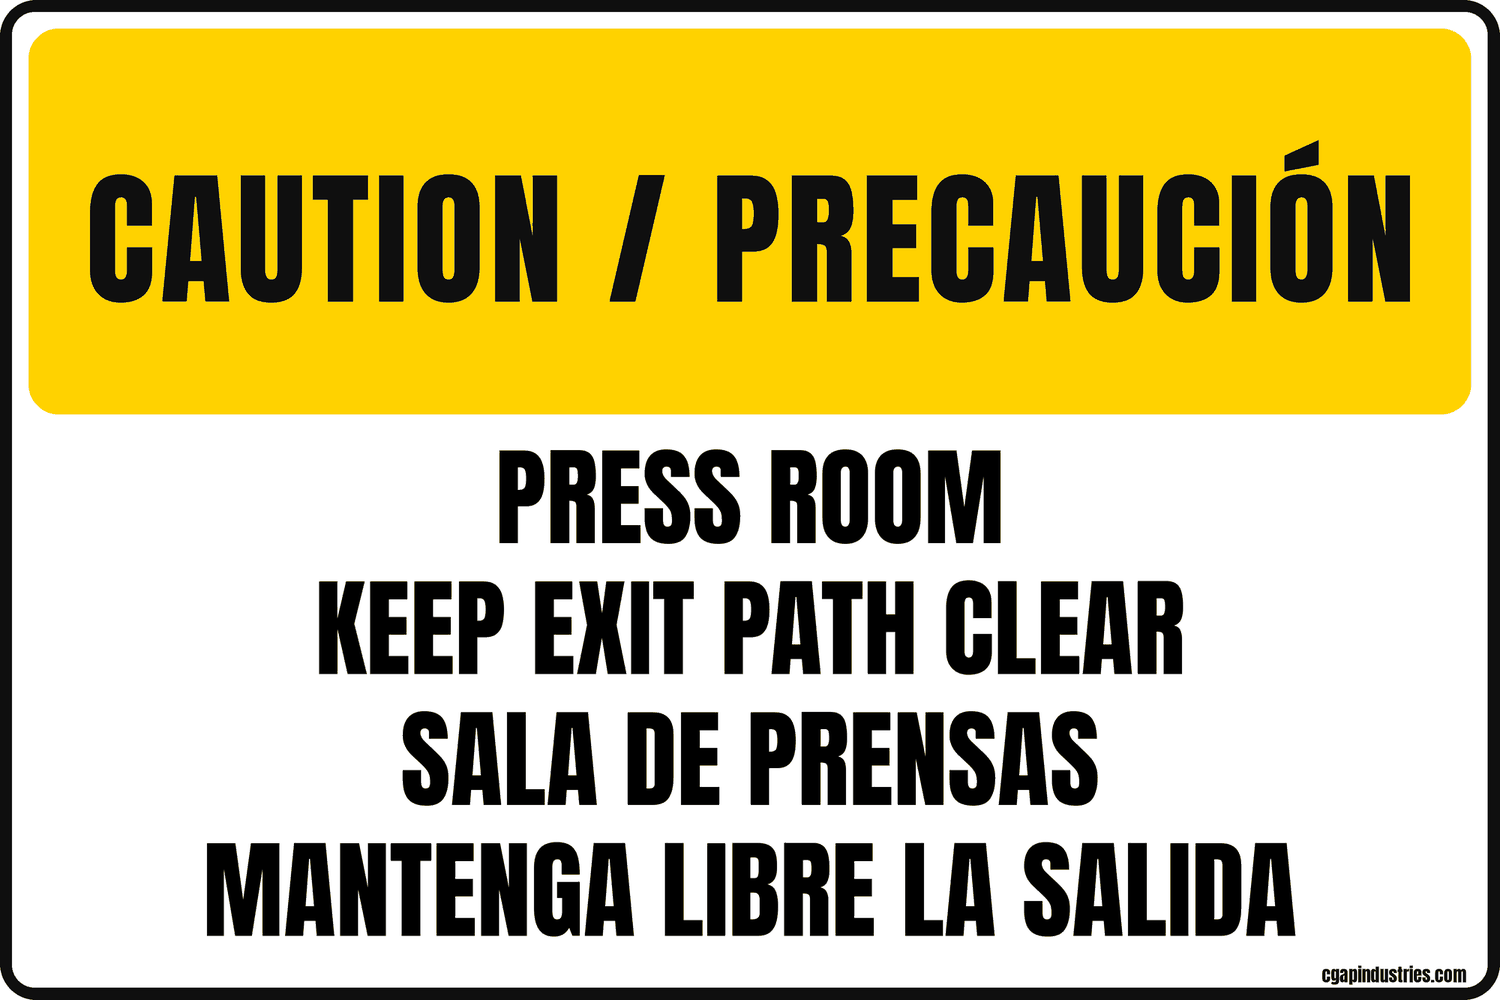 CAUTION / PRECAUCIÓN
PRESS ROOM
KEEP EXIT PATH CLEAR
SALA DE PRENSAS
MANTENGA LIBRE LA SALIDA
cgapindustries.com